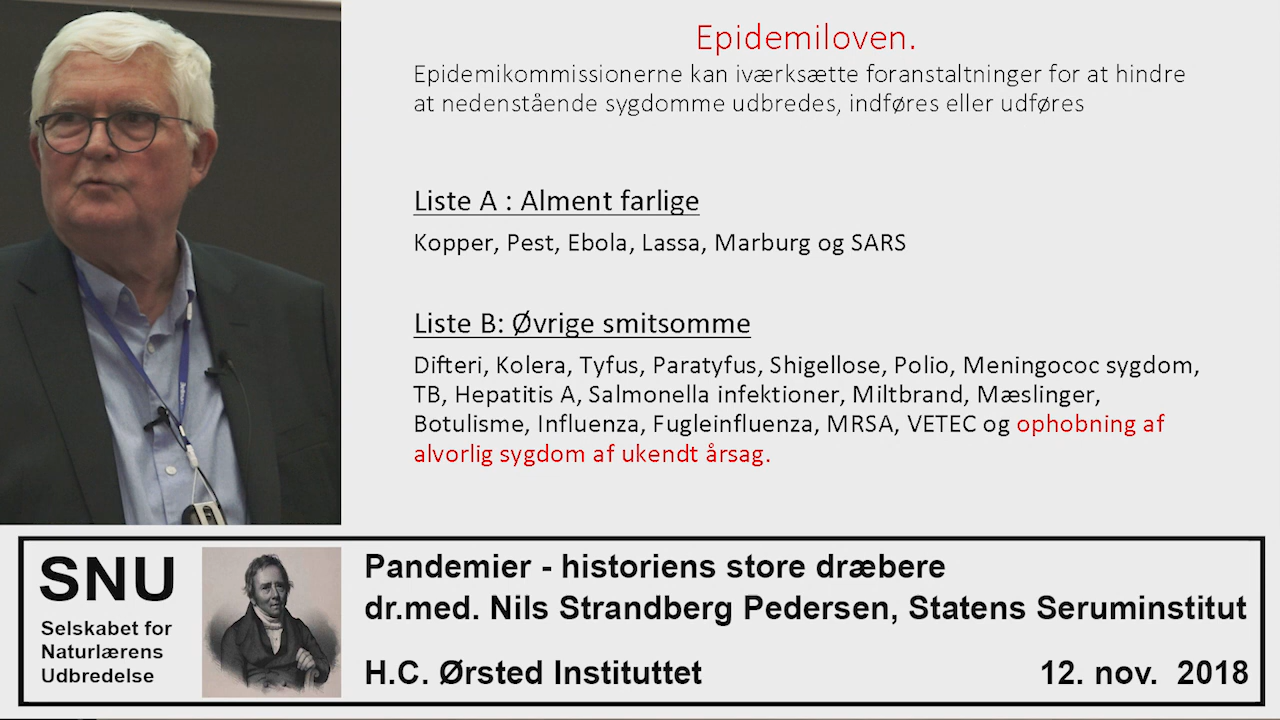 Epidemiloven.
Epidemikommissionerne kan iværksætte foranstaltninger for at hindre
at nedenstående sygdomme udbredes, indføres eller udføres
Liste A : Alment farlige
Kopper, Pest, Ebola, Lassa, Marburg og SARS
Liste B: Øvrige smitsomme
Difteri, Kolera, Tyfus, Paratyfus, Shigellose, Polio, Meningococ sygdom,
TB, Hepatitis A, Salmonella infektioner, Miltbrand, Mæslinger,
Botulisme, Influenza, Fugleinfluenza, MRSA, VETEC og ophobning af
alvorlig sygdom af ukendt årsag.
SNU
Selskabet for
Naturlærens
Udbredelse
Pandemier - historiens store dræbere
dr.med. Nils Strandberg Pedersen, Statens Seruminstitut
H.C. Ørsted Instituttet
12. nov. 2018